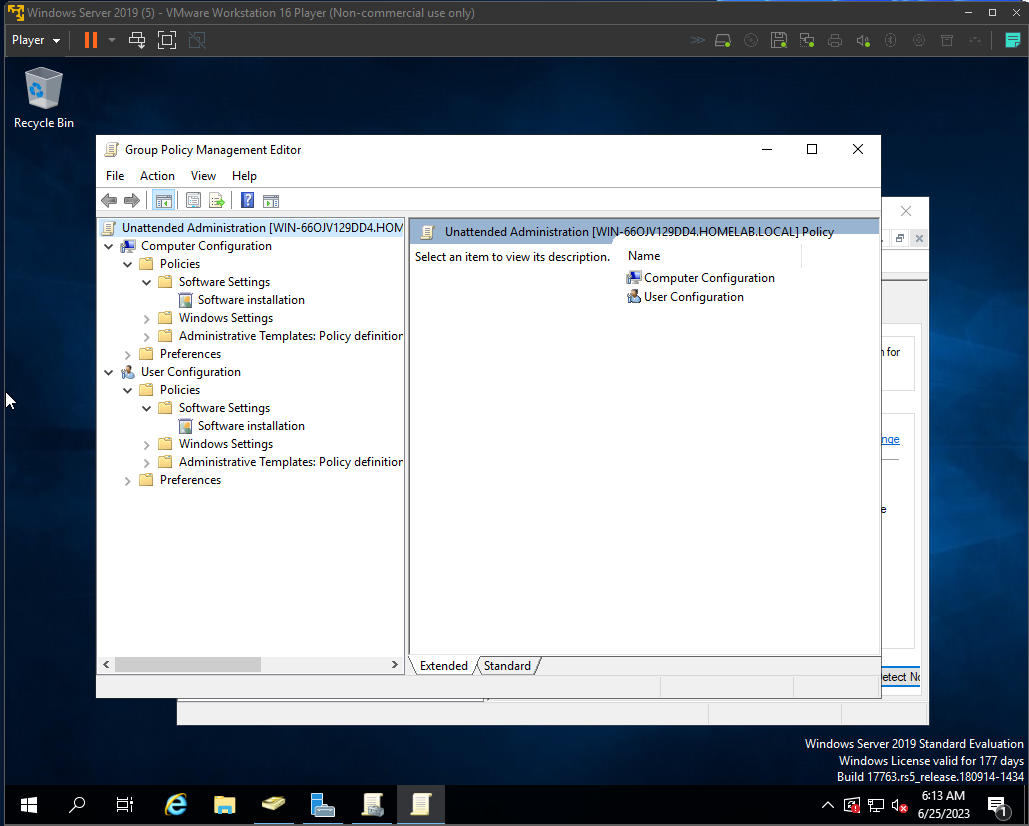 Server 2019 (5) - VMware Workstation 16 Player (Non-commercial use only)
Player
Recycle Bin
Group Policy Management Editor
File Action View Help
Unattended Administration [WIN-66OJV129DD4.HOM
Computer Configuration
Policies
Software Settings
Software installation
Windows Settings
Administrative Templates: Policy definition
Preferences
User Configuration
Policies
Software Settings
Software installation
Windows Settings
Administrative Templates: Policy definition
Preferences
Unattended Administration [WIN-66OJV129DD4.HOMELAB.LOCAL] Policy
Select an item to view its description.
Name
Computer Configuration
User Configuration
n for
nge
e
etect No
Extended Standard
Windows Server 2019 Standard Evaluation
Windows License valid for 177 days
Build 17763.rs5_release.180914-1434
6:13 AM
6/25/2023
1